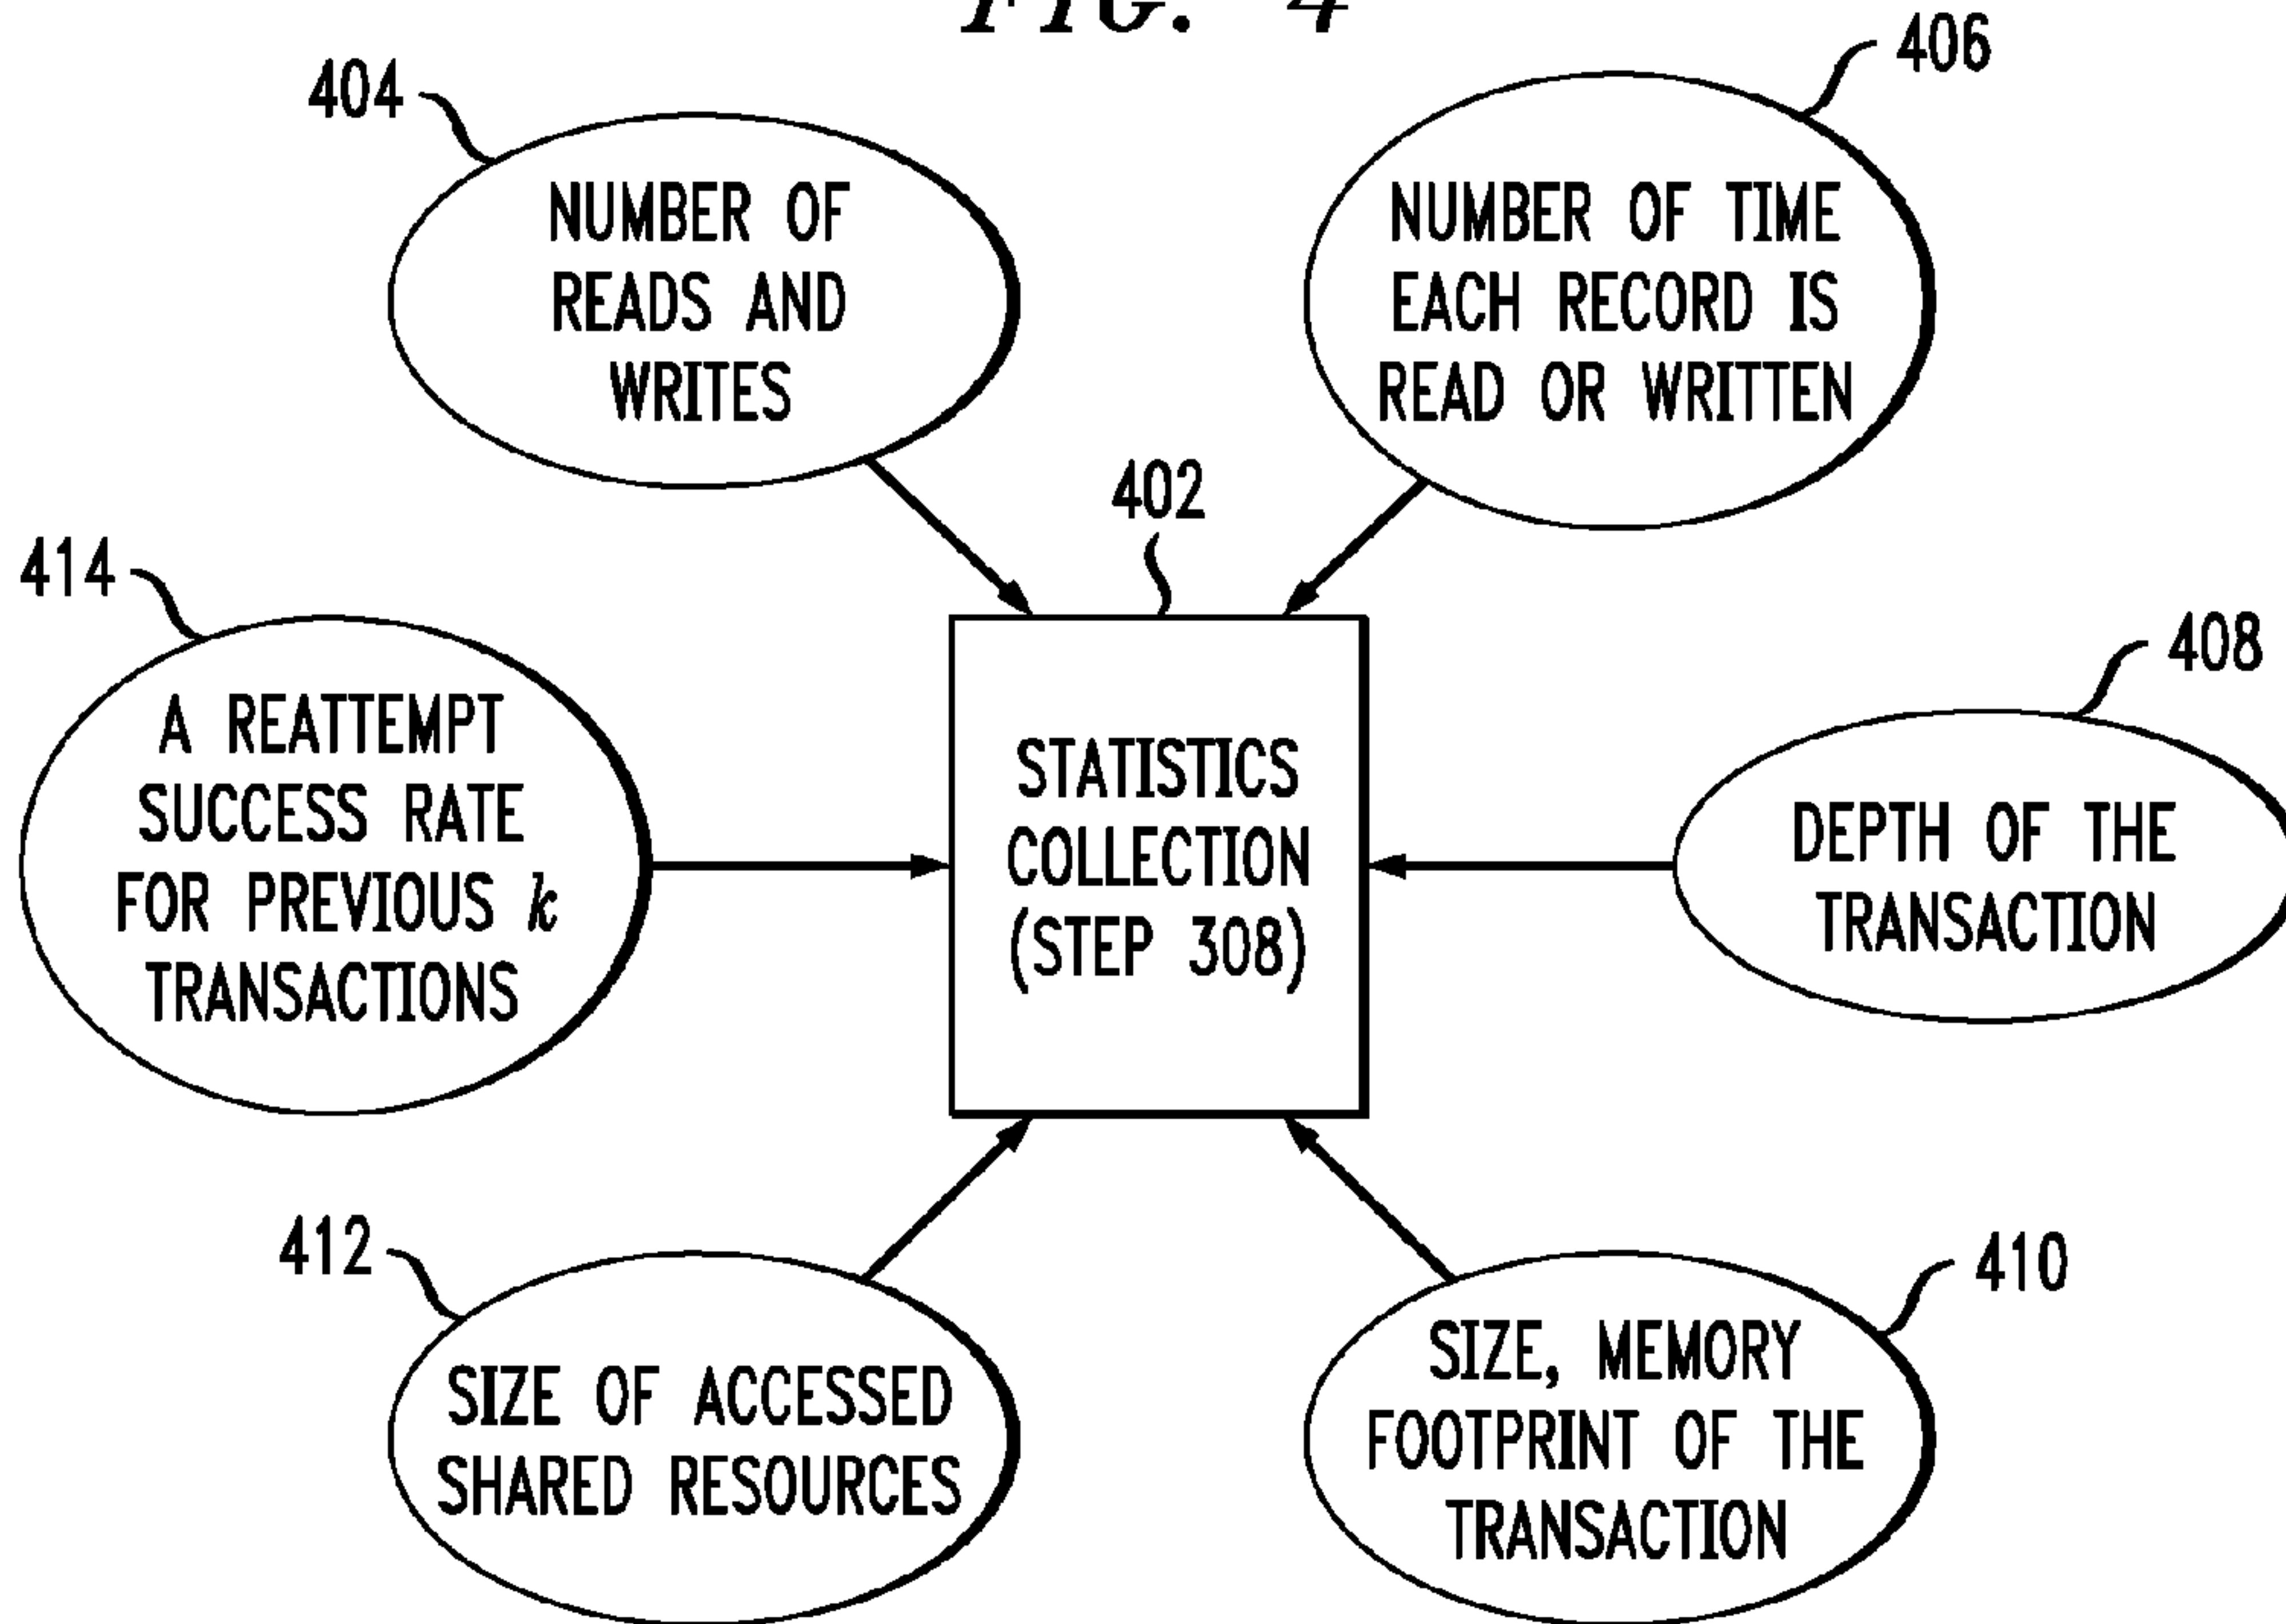 FIG. 4
404
NUMBER OF
READS AND
WRITES
406
NUMBER OF TIME
EACH RECORD IS
READ OR WRITTEN
402
STATISTICS
COLLECTION
(STEP 308)
414
A REATTEMPT
SUCCESS RATE
FOR PREVIOUS k
TRANSACTIONS
408
DEPTH OF THE
TRANSACTION
412
SIZE OF ACCESSED
SHARED RESOURCES
410
SIZE, MEMORY
FOOTPRINT OF THE
TRANSACTION